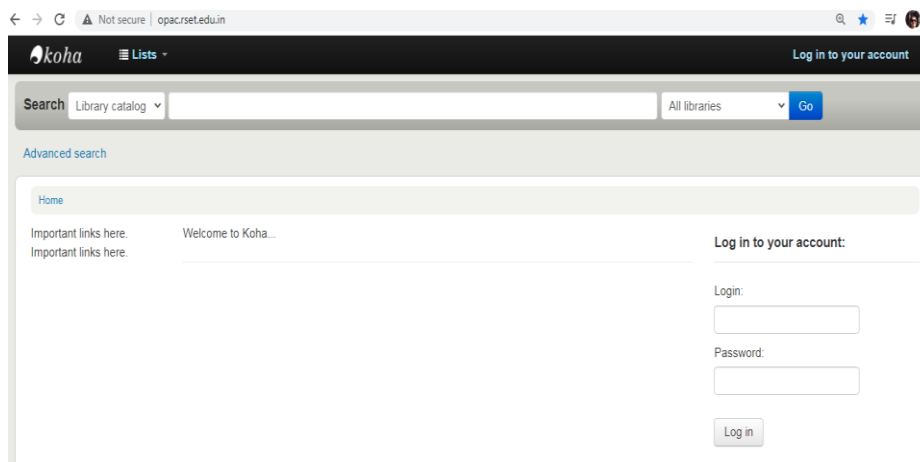 Not secure | opac.rset.edu.in
koha Lists Log in to your account
Search Library catalog All libraries Go
Advanced search
Home
Important links here.
Important links here.
Welcome to Koha...
Log in to your account:
Login:
Password:
Log in